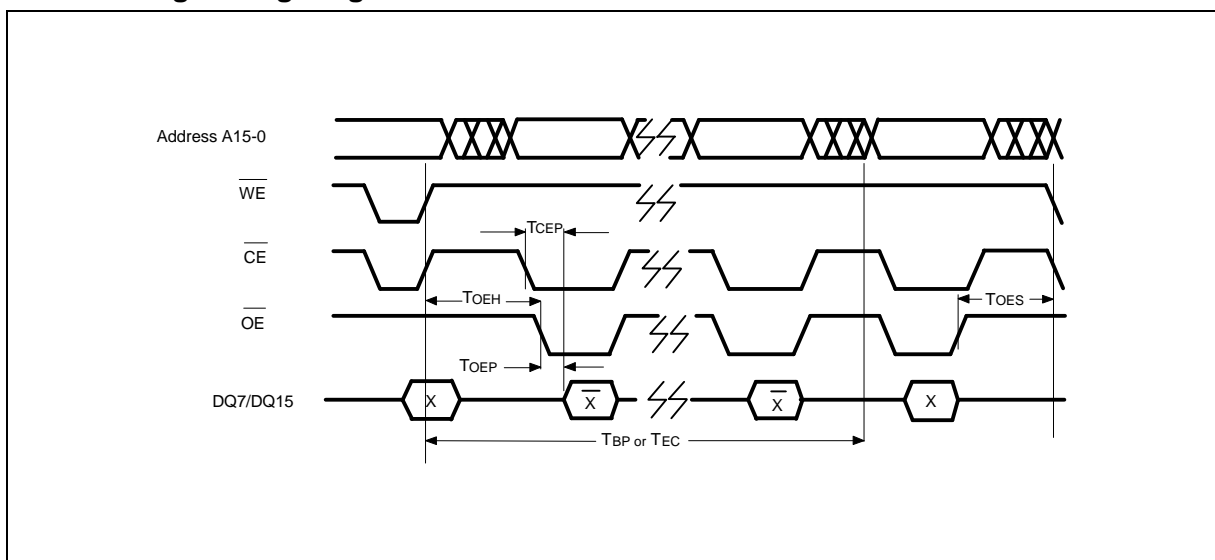 Address A15-0
WE
TCEP
CE
TOEH
TOES
OE
TOEP
DQ7/DQ15
X
X
X
X
TBP or TEC